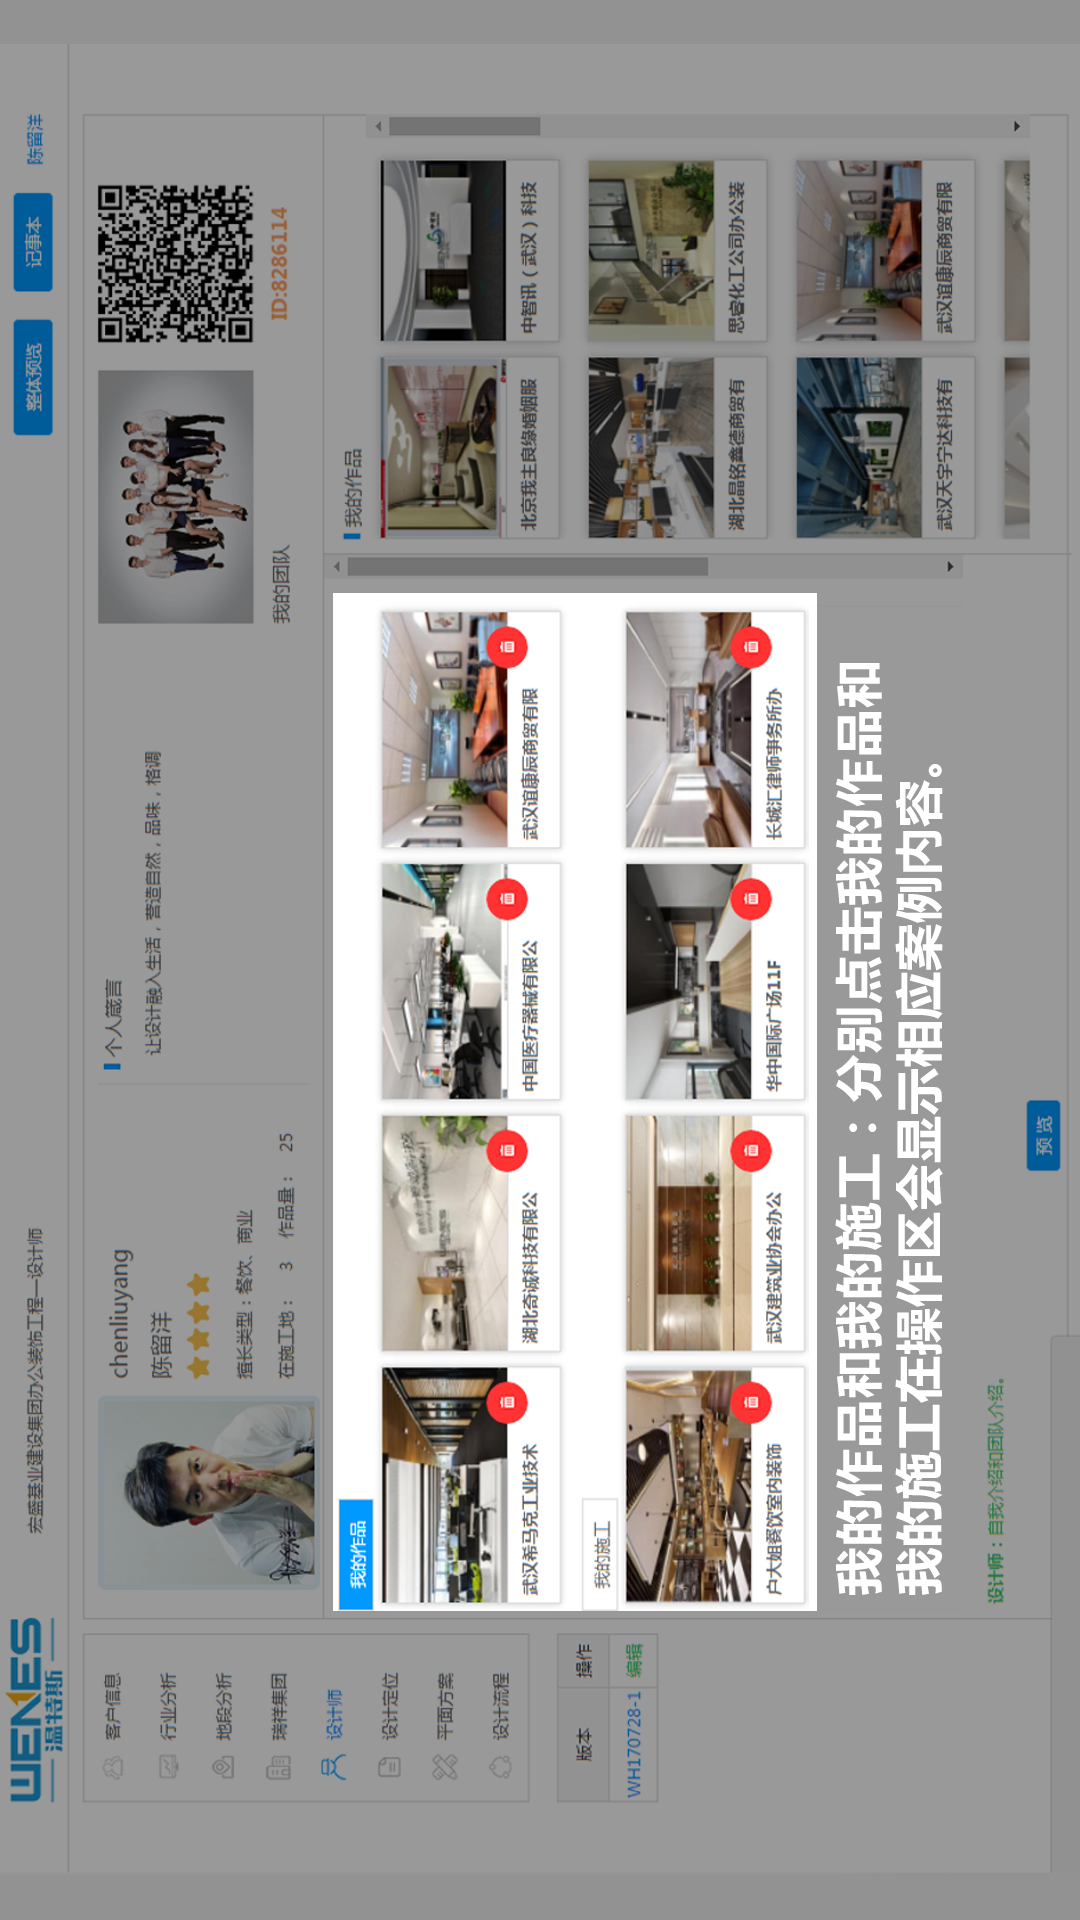 WENES
温特斯
宏盛基业建设集团办公装饰工程—设计师
整体预览
记事本
陈留洋
客户信息
行业分析
地段分析
瑞祥集团
设计师
设计定位
平面方案
设计流程
版本
操作
WH170728-1
编辑
chenliuyang
陈留洋
擅长类型：餐饮、商业
在施工地： 3 作品量： 25
个人箴言
让设计融入生活，营造自然，品味，格调
我的团队
ID:8286114
我的作品
武汉希马克工业技术
湖北奇诚科技有限公
中国医疗器械有限公
武汉谊康辰商贸有限
我的施工
户大姐餐饮室内装饰
武汉建筑业协会办公
华中国际广场11F
长城汇律师事务所办
我的作品
北京我主良缘婚姻服
中智讯（武汉）科技
湖北晶铭鑫德商贸有
思睿化工公司办公装
武汉天宇宁达科技有
武汉谊康辰商贸有限
我的作品和我的施工：分别点击我的作品和
我的施工在操作区会显示相应案例内容。
设计师：自我介绍和团队介绍。
预 览